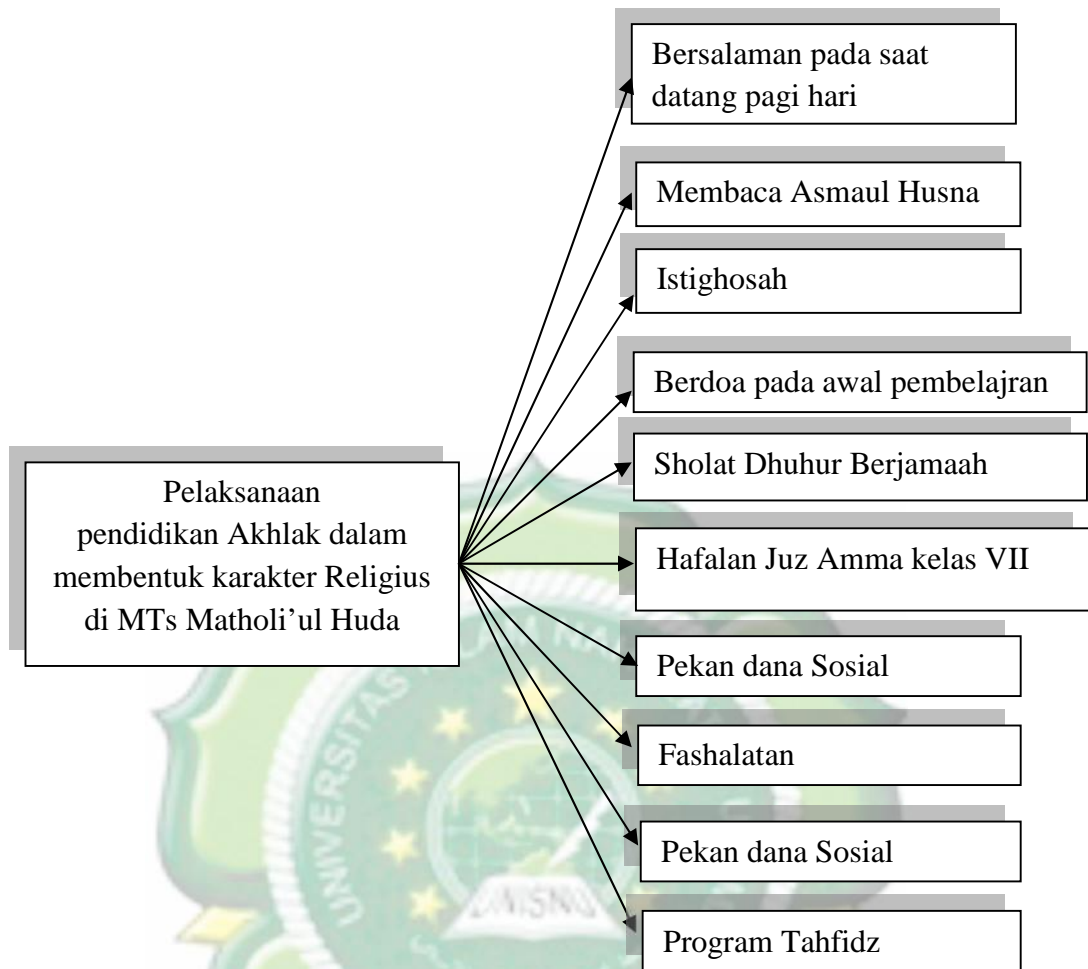 Bersalaman pada saat
datang pagi hari
Membaca Asmaul Husna
Istighosah
Berdoa pada awal pembelajran
Sholat Dhuhur Berjamaah
Pelaksanaan
pendidikan Akhlak dalam
membentuk karakter Religius
di MTs Matholi’ul Huda
Hafalan Juz Amma kelas VII
Pekan dana Sosial
Fashalatan
Pekan dana Sosial
Program Tahfidz
UNIVERSITAS
UNISNU